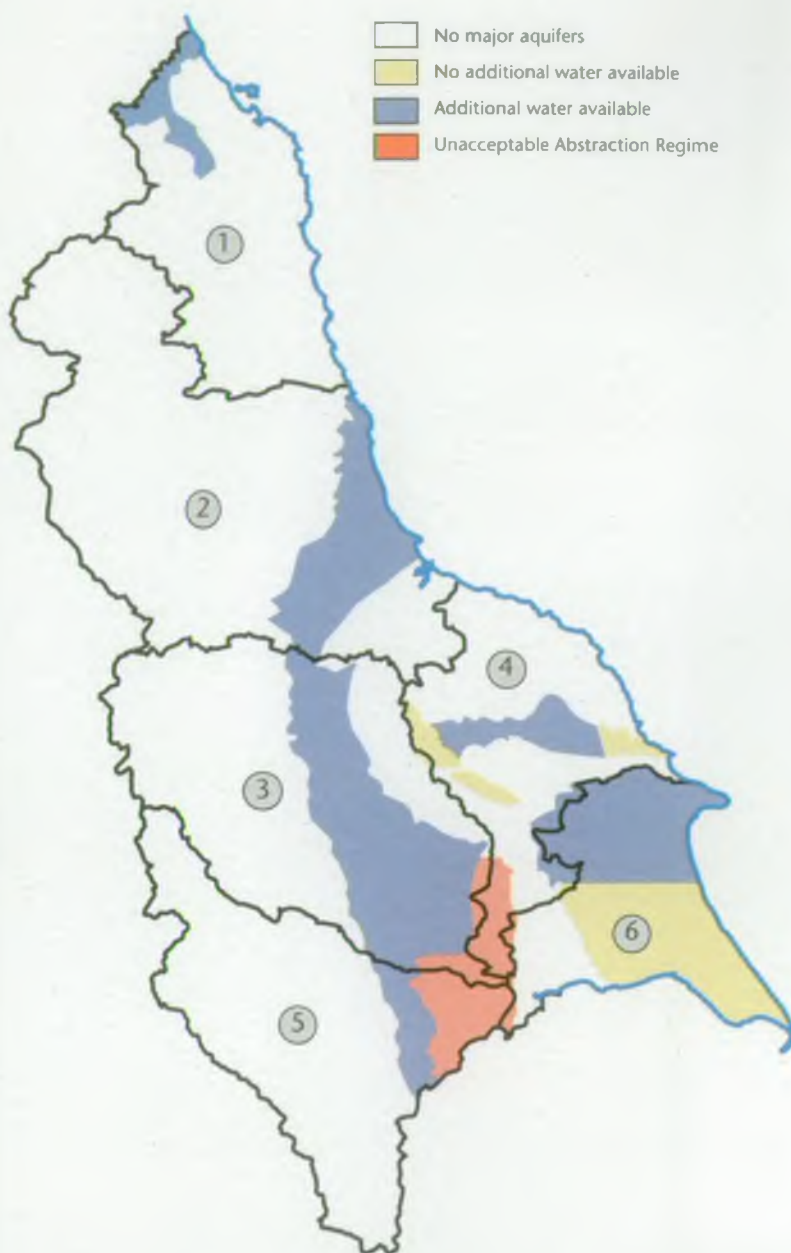 No major aquifers
No additional water available
Additional water available
Unacceptable Abstraction Regime
1
2
4
3
6
5